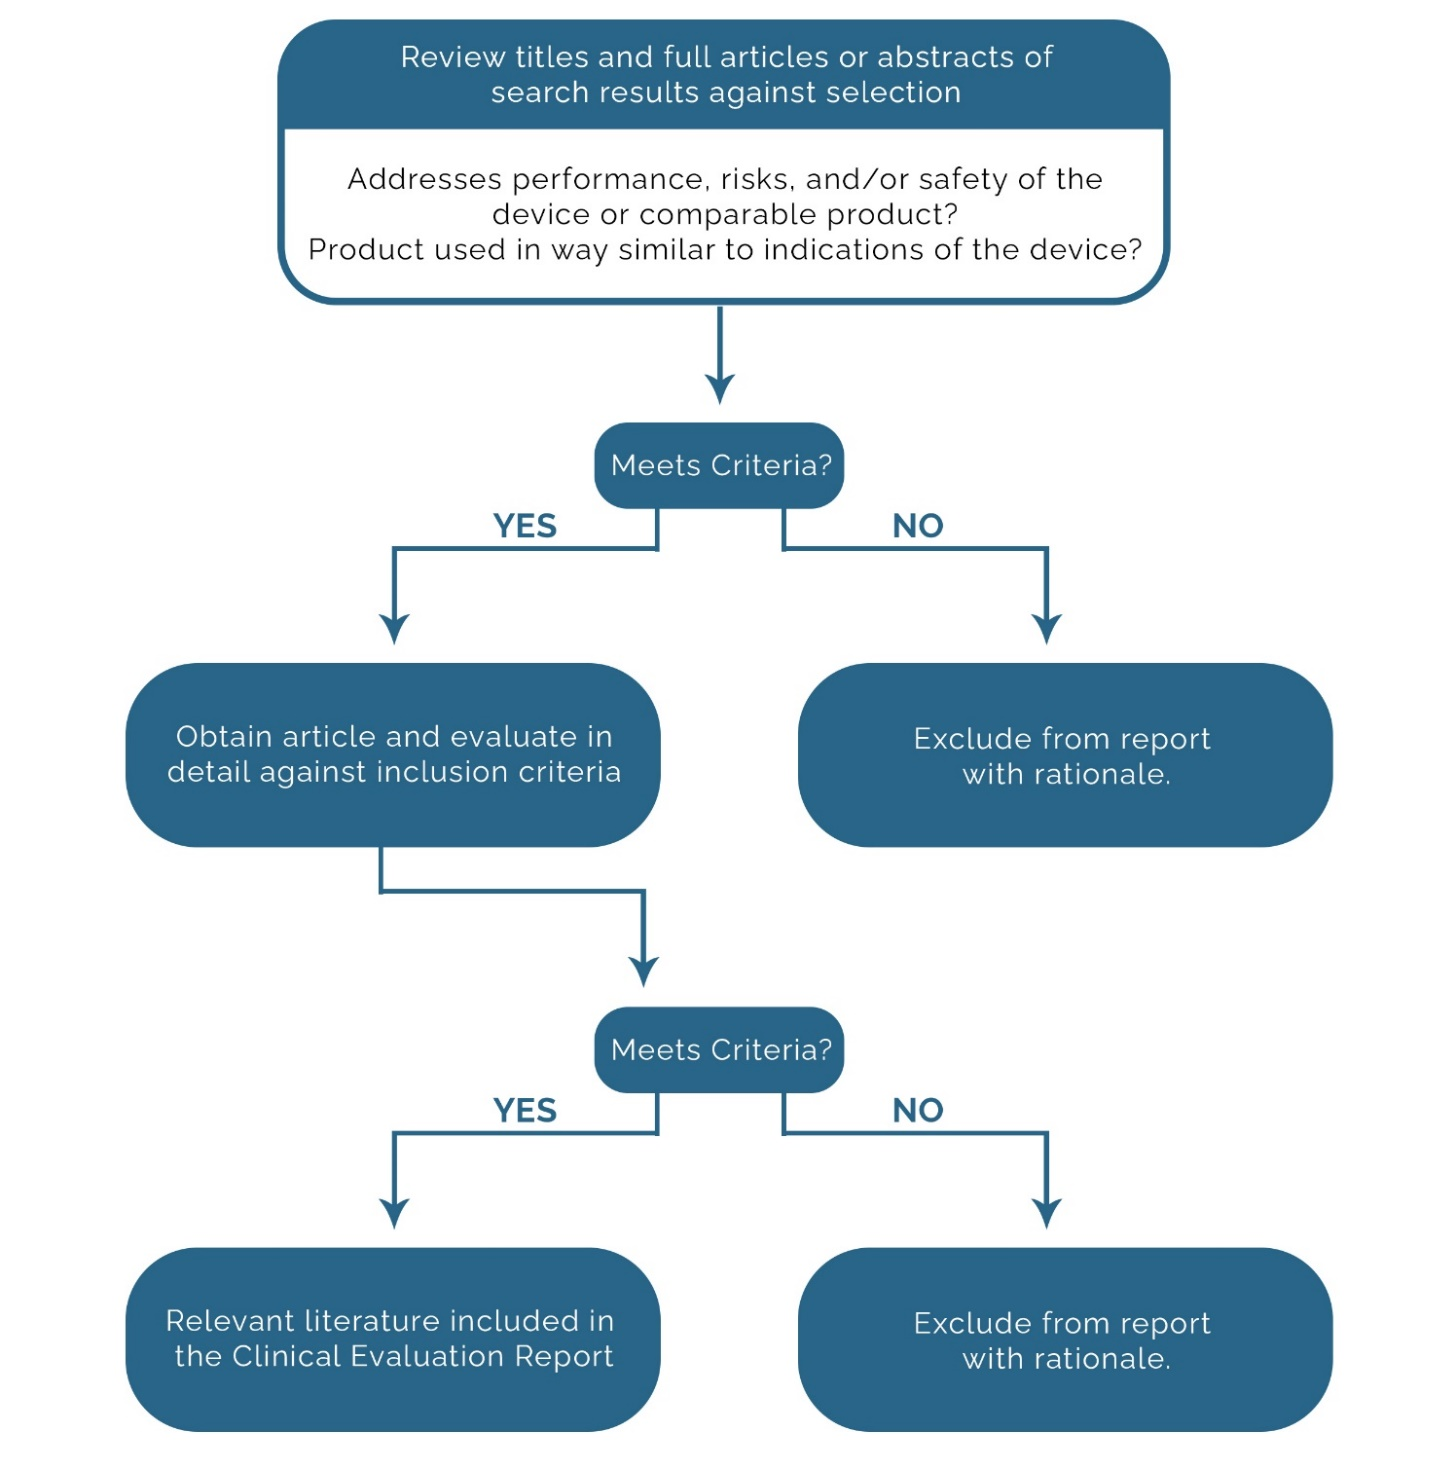 Review titles and full articles or abstracts of
search results against selection
Addresses performance, risks, and/or safety of the
device or comparable product?
Product used in way similar to indications of the device?
Meets Criteria?
YES
NO
Obtain article and evaluate in
detail against inclusion criteria
Exclude from report
with rationale.
Meets Criteria?
YES
NO
Relevant literature included in
the Clinical Evaluation Report
Exclude from report
with rationale.